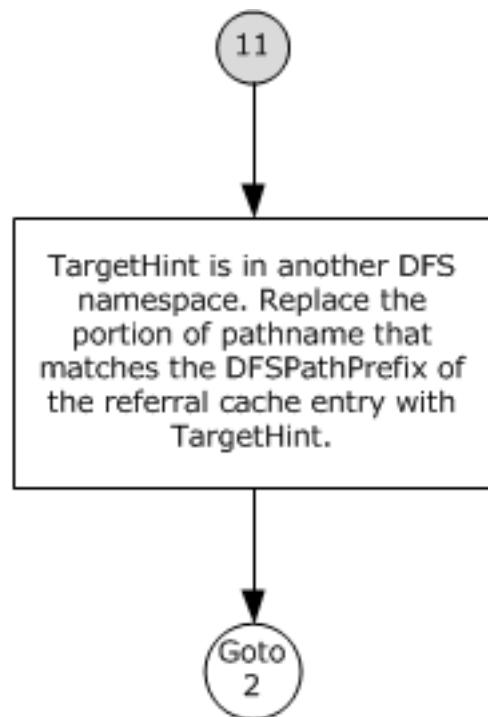 11
TargetHint is in another DFS
namespace. Replace the
portion of pathname that
matches the DFSPathPrefix of
the referral cache entry with
TargetHint.
Goto
2